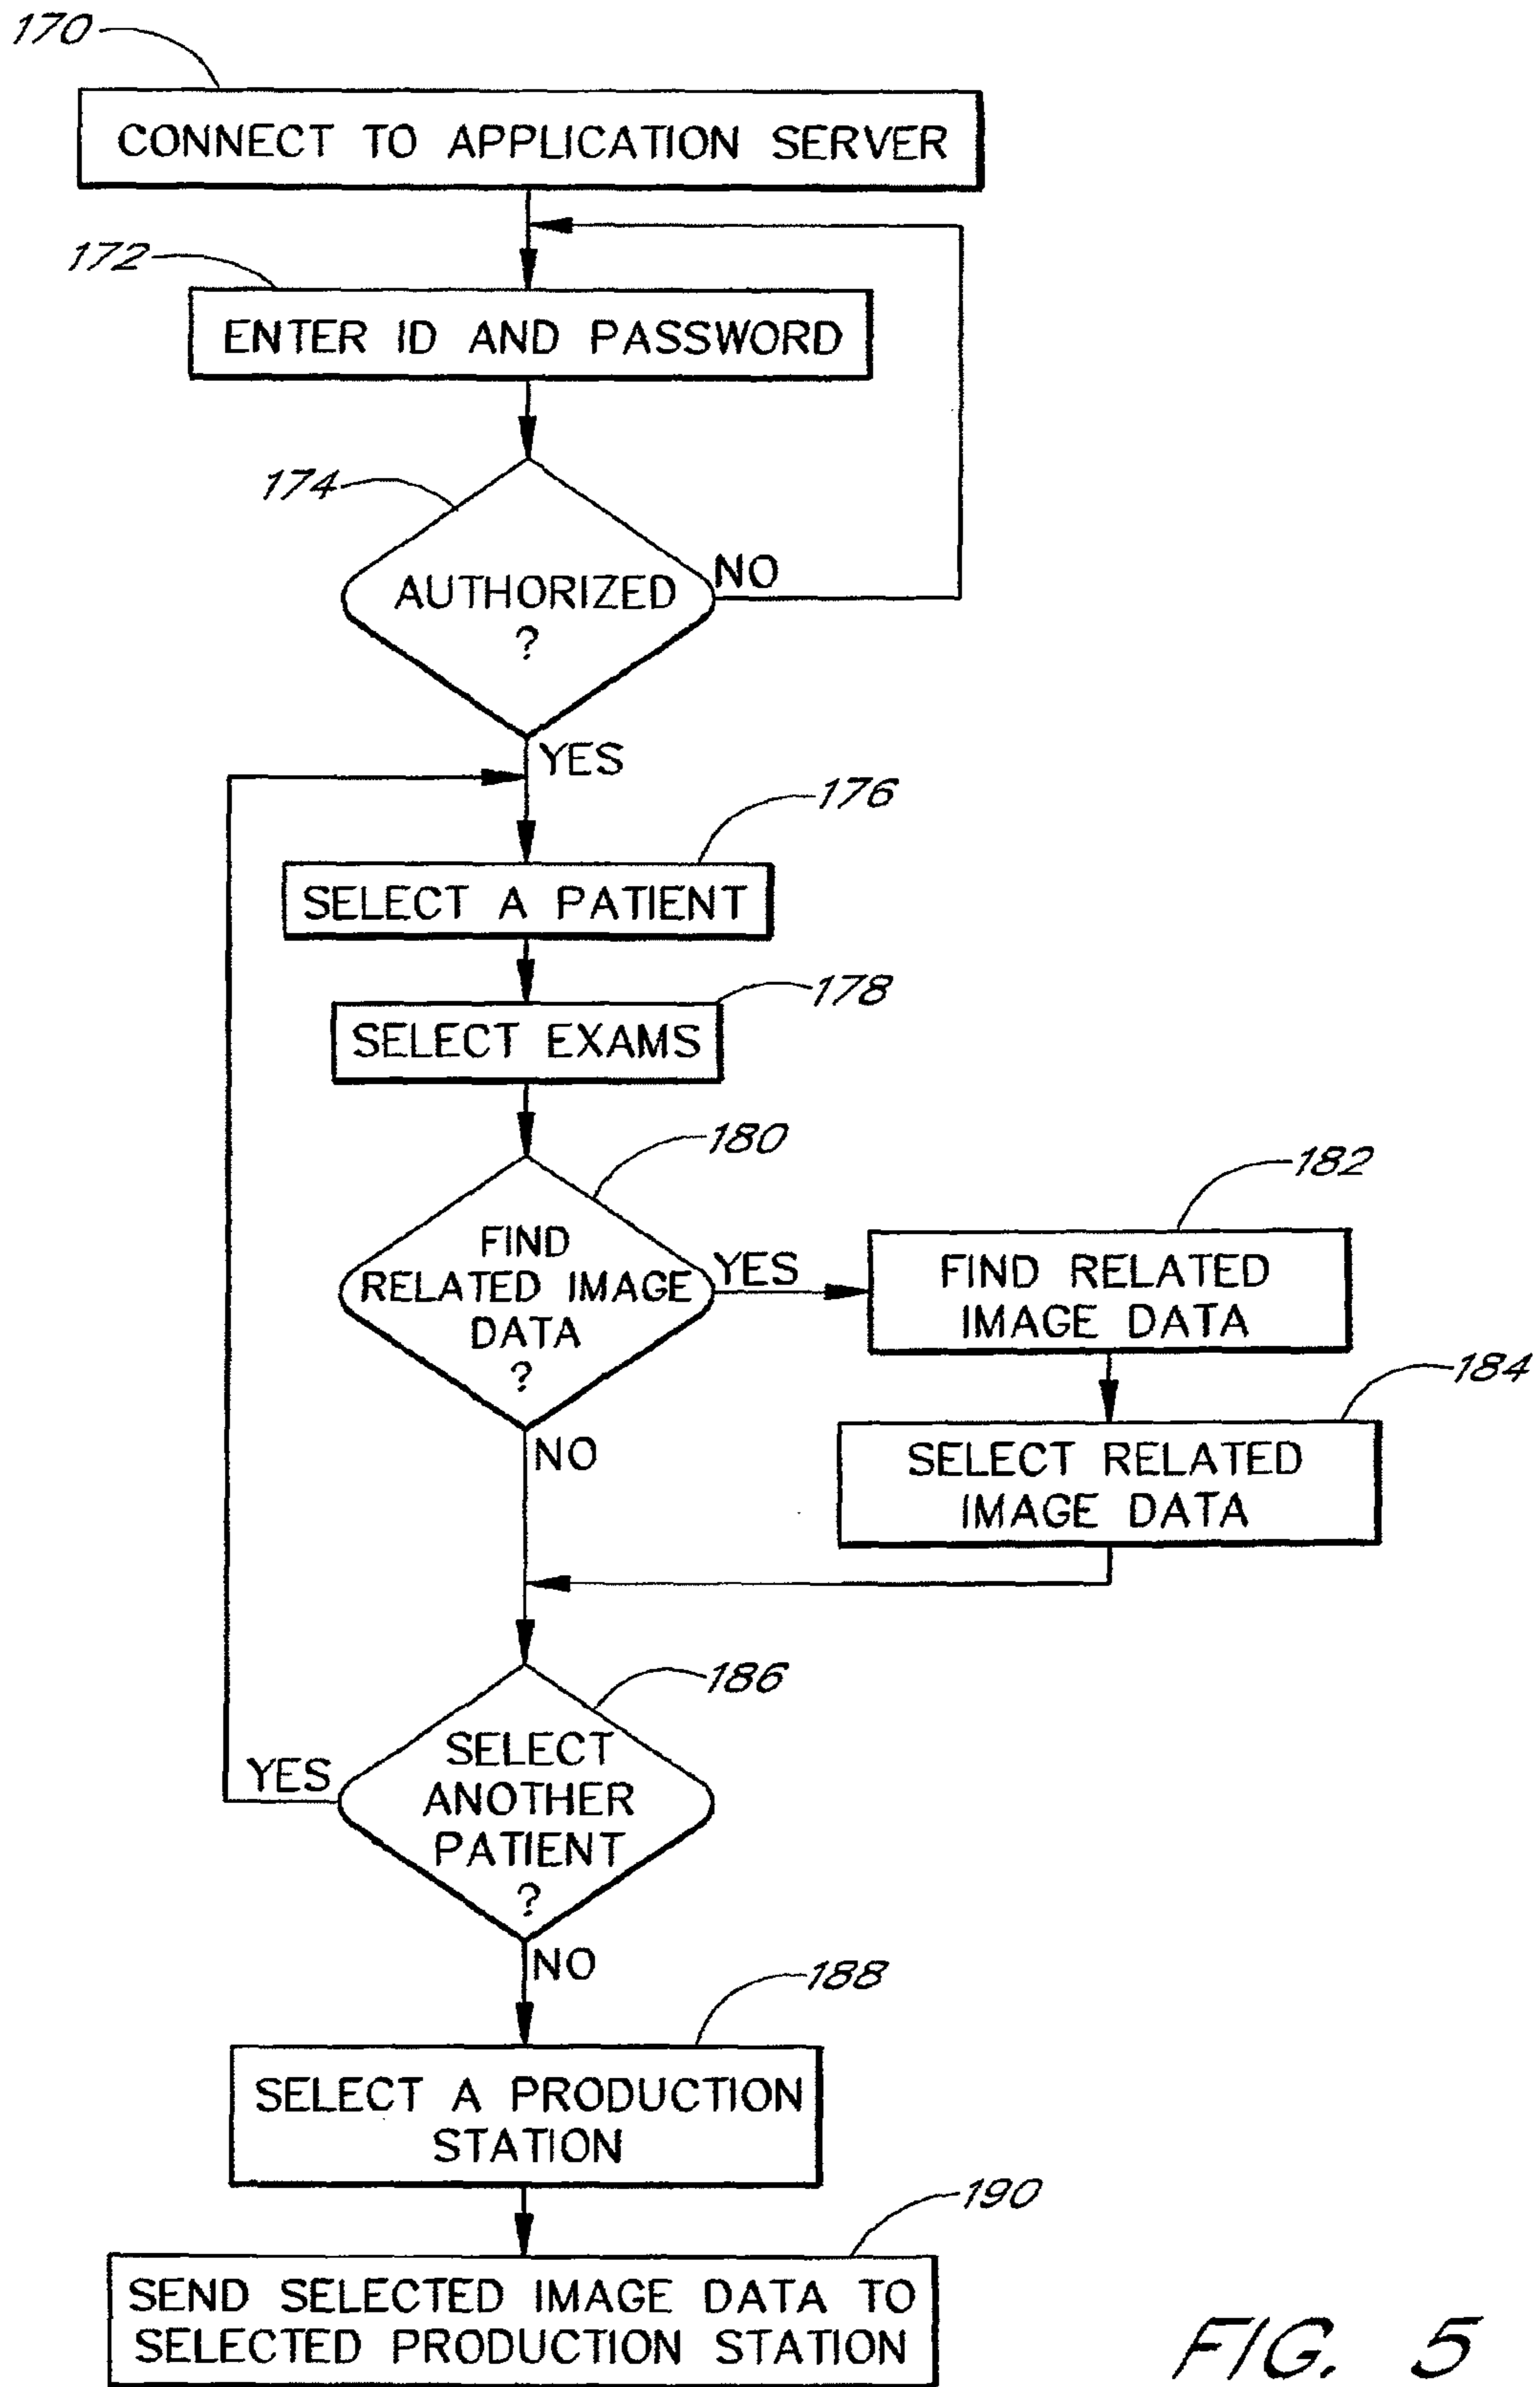 170
CONNECT TO APPLICATION SERVER
172
ENTER ID AND PASSWORD
174
AUTHORIZED
?
NO
YES
176
SELECT A PATIENT
178
SELECT EXAMS
180
FIND
RELATED IMAGE
DATA
?
YES
182
FIND RELATED
IMAGE DATA
184
SELECT RELATED
IMAGE DATA
NO
186
SELECT
ANOTHER
PATIENT
?
YES
NO
188
SELECT A PRODUCTION
STATION
190
SEND SELECTED IMAGE DATA TO
SELECTED PRODUCTION STATION
FIG. 5